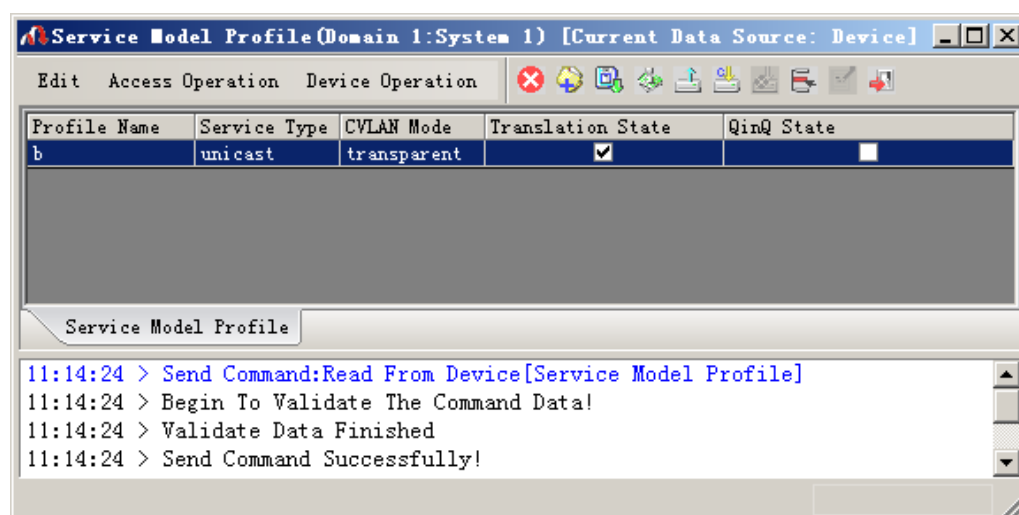 Service Model Profile(Domain 1:System 1) [Current Data Source: Device]
Edit Access Operation Device Operation
Profile Name Service Type CVLAN Mode Translation State QinQ State
b unicast transparent
Service Model Profile
11:14:24 > Send Command:Read From Device[Service Model Profile]
11:14:24 > Begin To Validate The Command Data!
11:14:24 > Validate Data Finished
11:14:24 > Send Command Successfully!